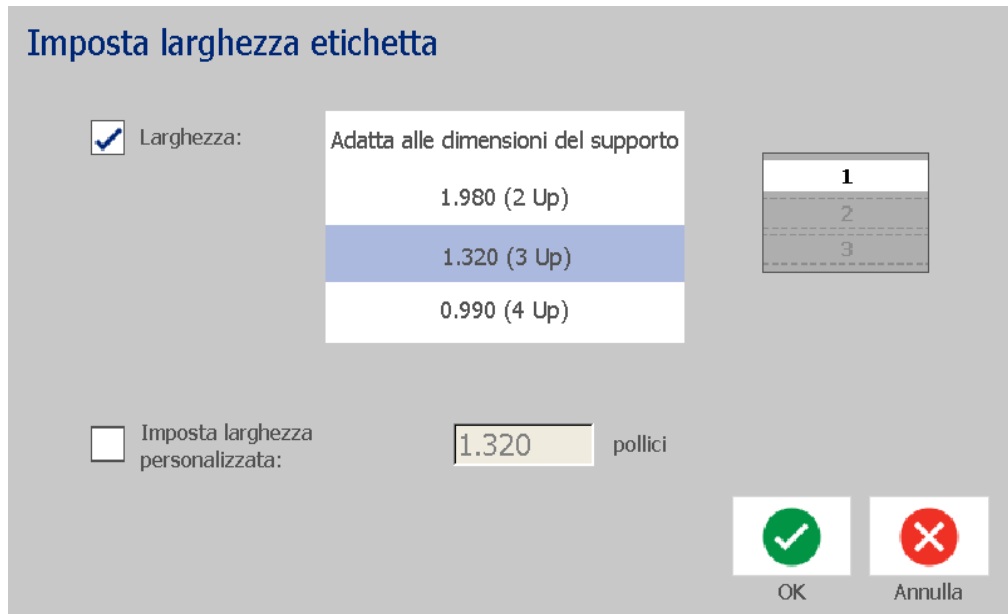 Imposta larghezza etichetta
Larghezza:
Adatta alle dimensioni del supporto
1.980 (2 Up)
1.320 (3 Up)
0.990 (4 Up)
1
2
3
Imposta larghezza
personalizzata:
1.320
pollici
OK
Annulla